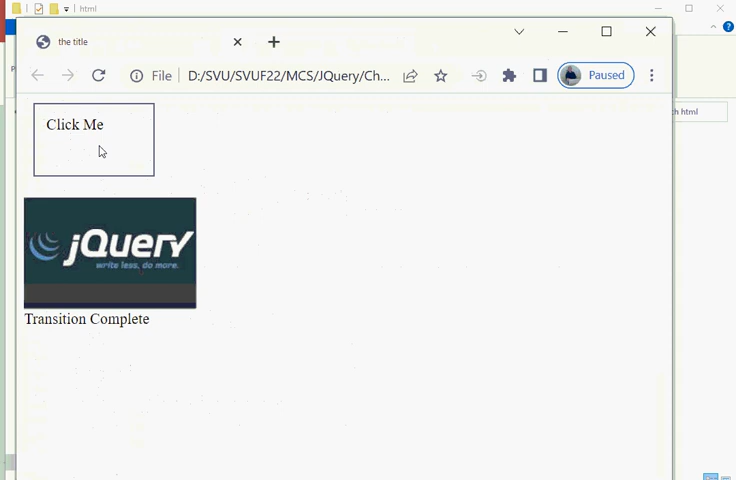 html
the title
File
D:/SVU/SVUF22/MCS/JQuery/Ch...
Paused
h html
Click Me
jQuery
write less, do more.
Transition Complete